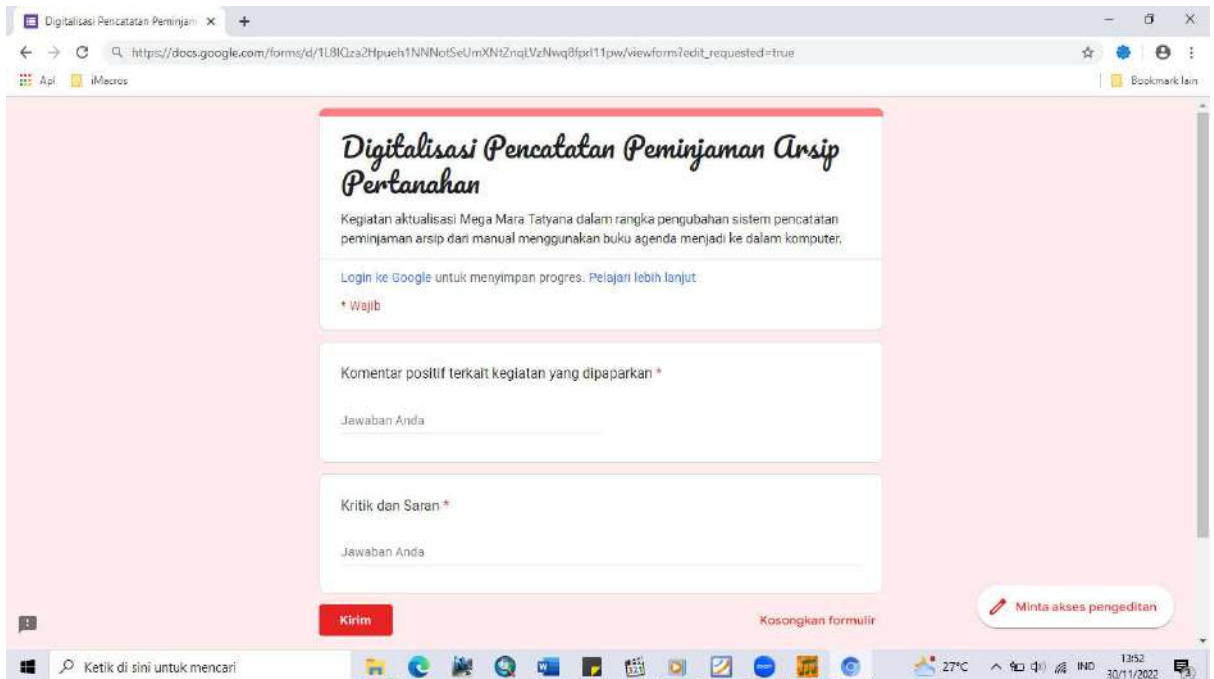 Digitalisasi Pencatatan Peminjam
https://docs.google.com/forms/d/1L8IQza2Hpueh1NNNotSeUmXNtZnqLVzNwq8fprl11pw/viewform?edit_requested=true
Apl iMacros Bookmark lain
Digitalisasi Pencatatan Peminjaman Arsip
Pertanahan
Kegiatan aktualisasi Mega Mara Tatyana dalam rangka pengubahan sistem pencatatan
peminjaman arsip dari manual menggunakan buku agenda menjadi ke dalam komputer.
Login ke Google untuk menyimpan progres. Pelajari lebih lanjut
* Wajib
Komentar positif terkait kegiatan yang dipaparkan *
Jawaban Anda
Kritik dan Saran *
Jawaban Anda
Minta akses pengeditan
Kirim Kosongkan formulir
Ketik di sini untuk mencari 27°C IND 13:52
30/11/2022